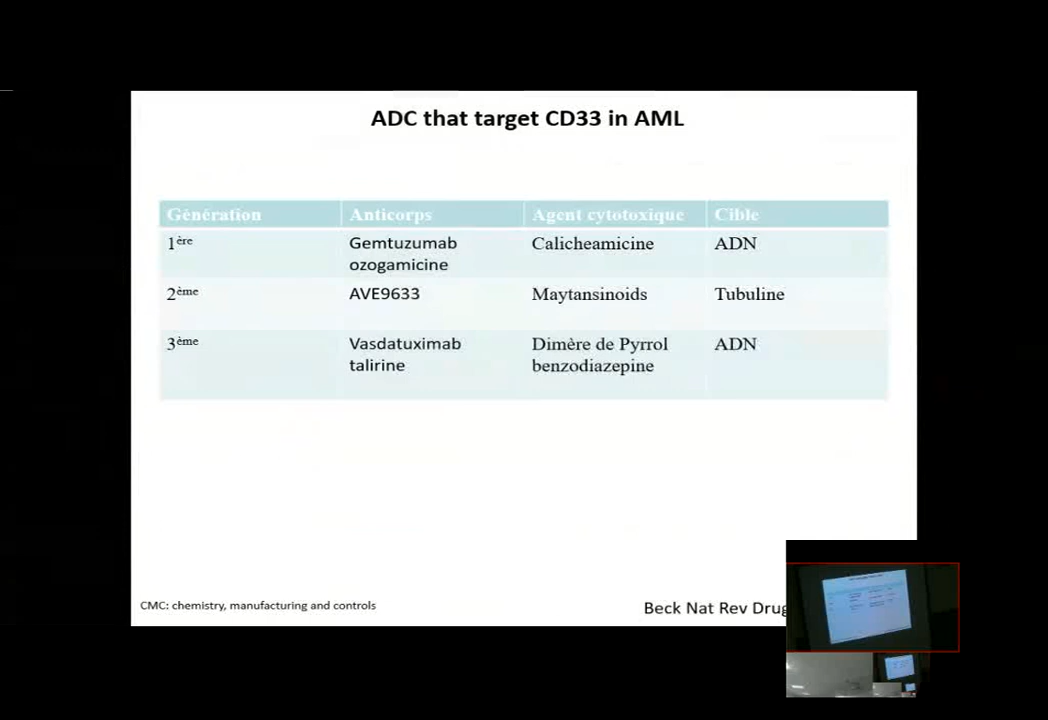 ADC that target CD33 in AML
Génération Anticorps Agent cytotoxique Cible
1ère Gemtuzumab Calicheamicine ADN
ozogamicine
2ème AVE9633 Maytansinoids Tubuline
3ème Vasdatuximab Dimère de Pyrrol ADN
talirine benzodiazepine
CMC: chemistry, manufacturing and controls
Beck Nat Rev Drug